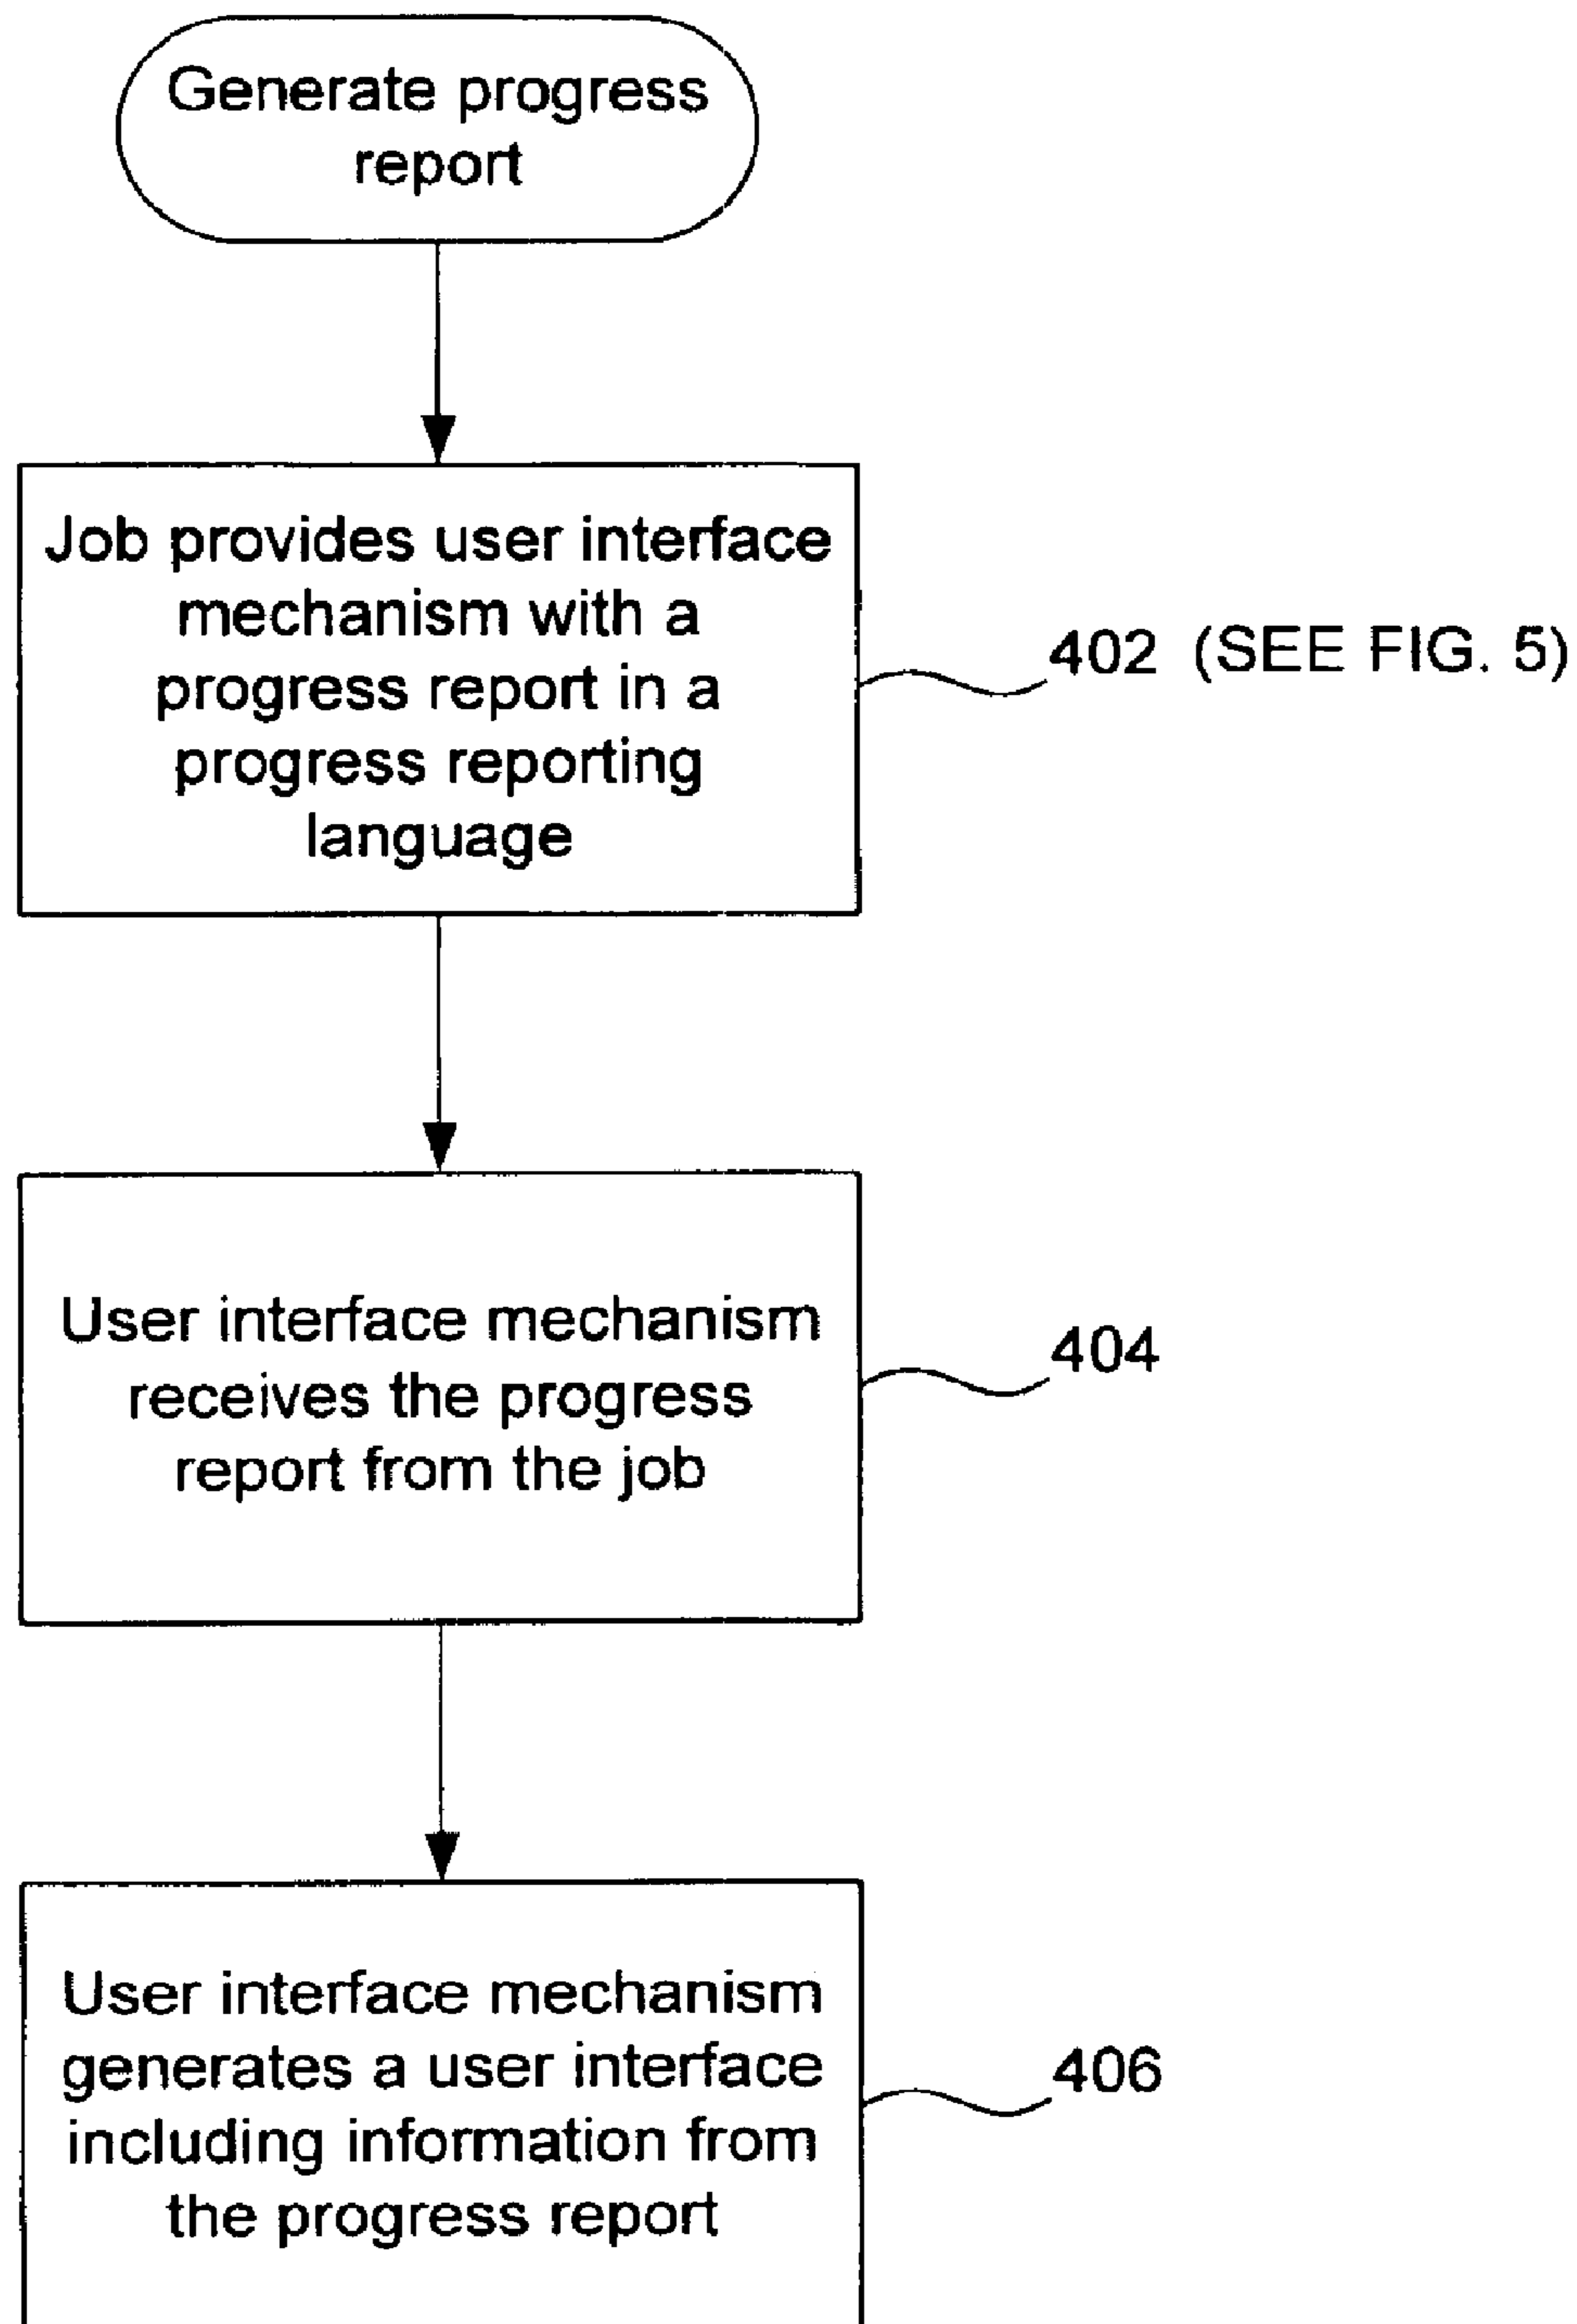 Generate progress
report
Job provides user interface
mechanism with a
progress report in a
progress reporting
language
402 (SEE FIG. 5)
User interface mechanism
receives the progress
report from the job
404
User interface mechanism
generates a user interface
including information from
the progress report
406